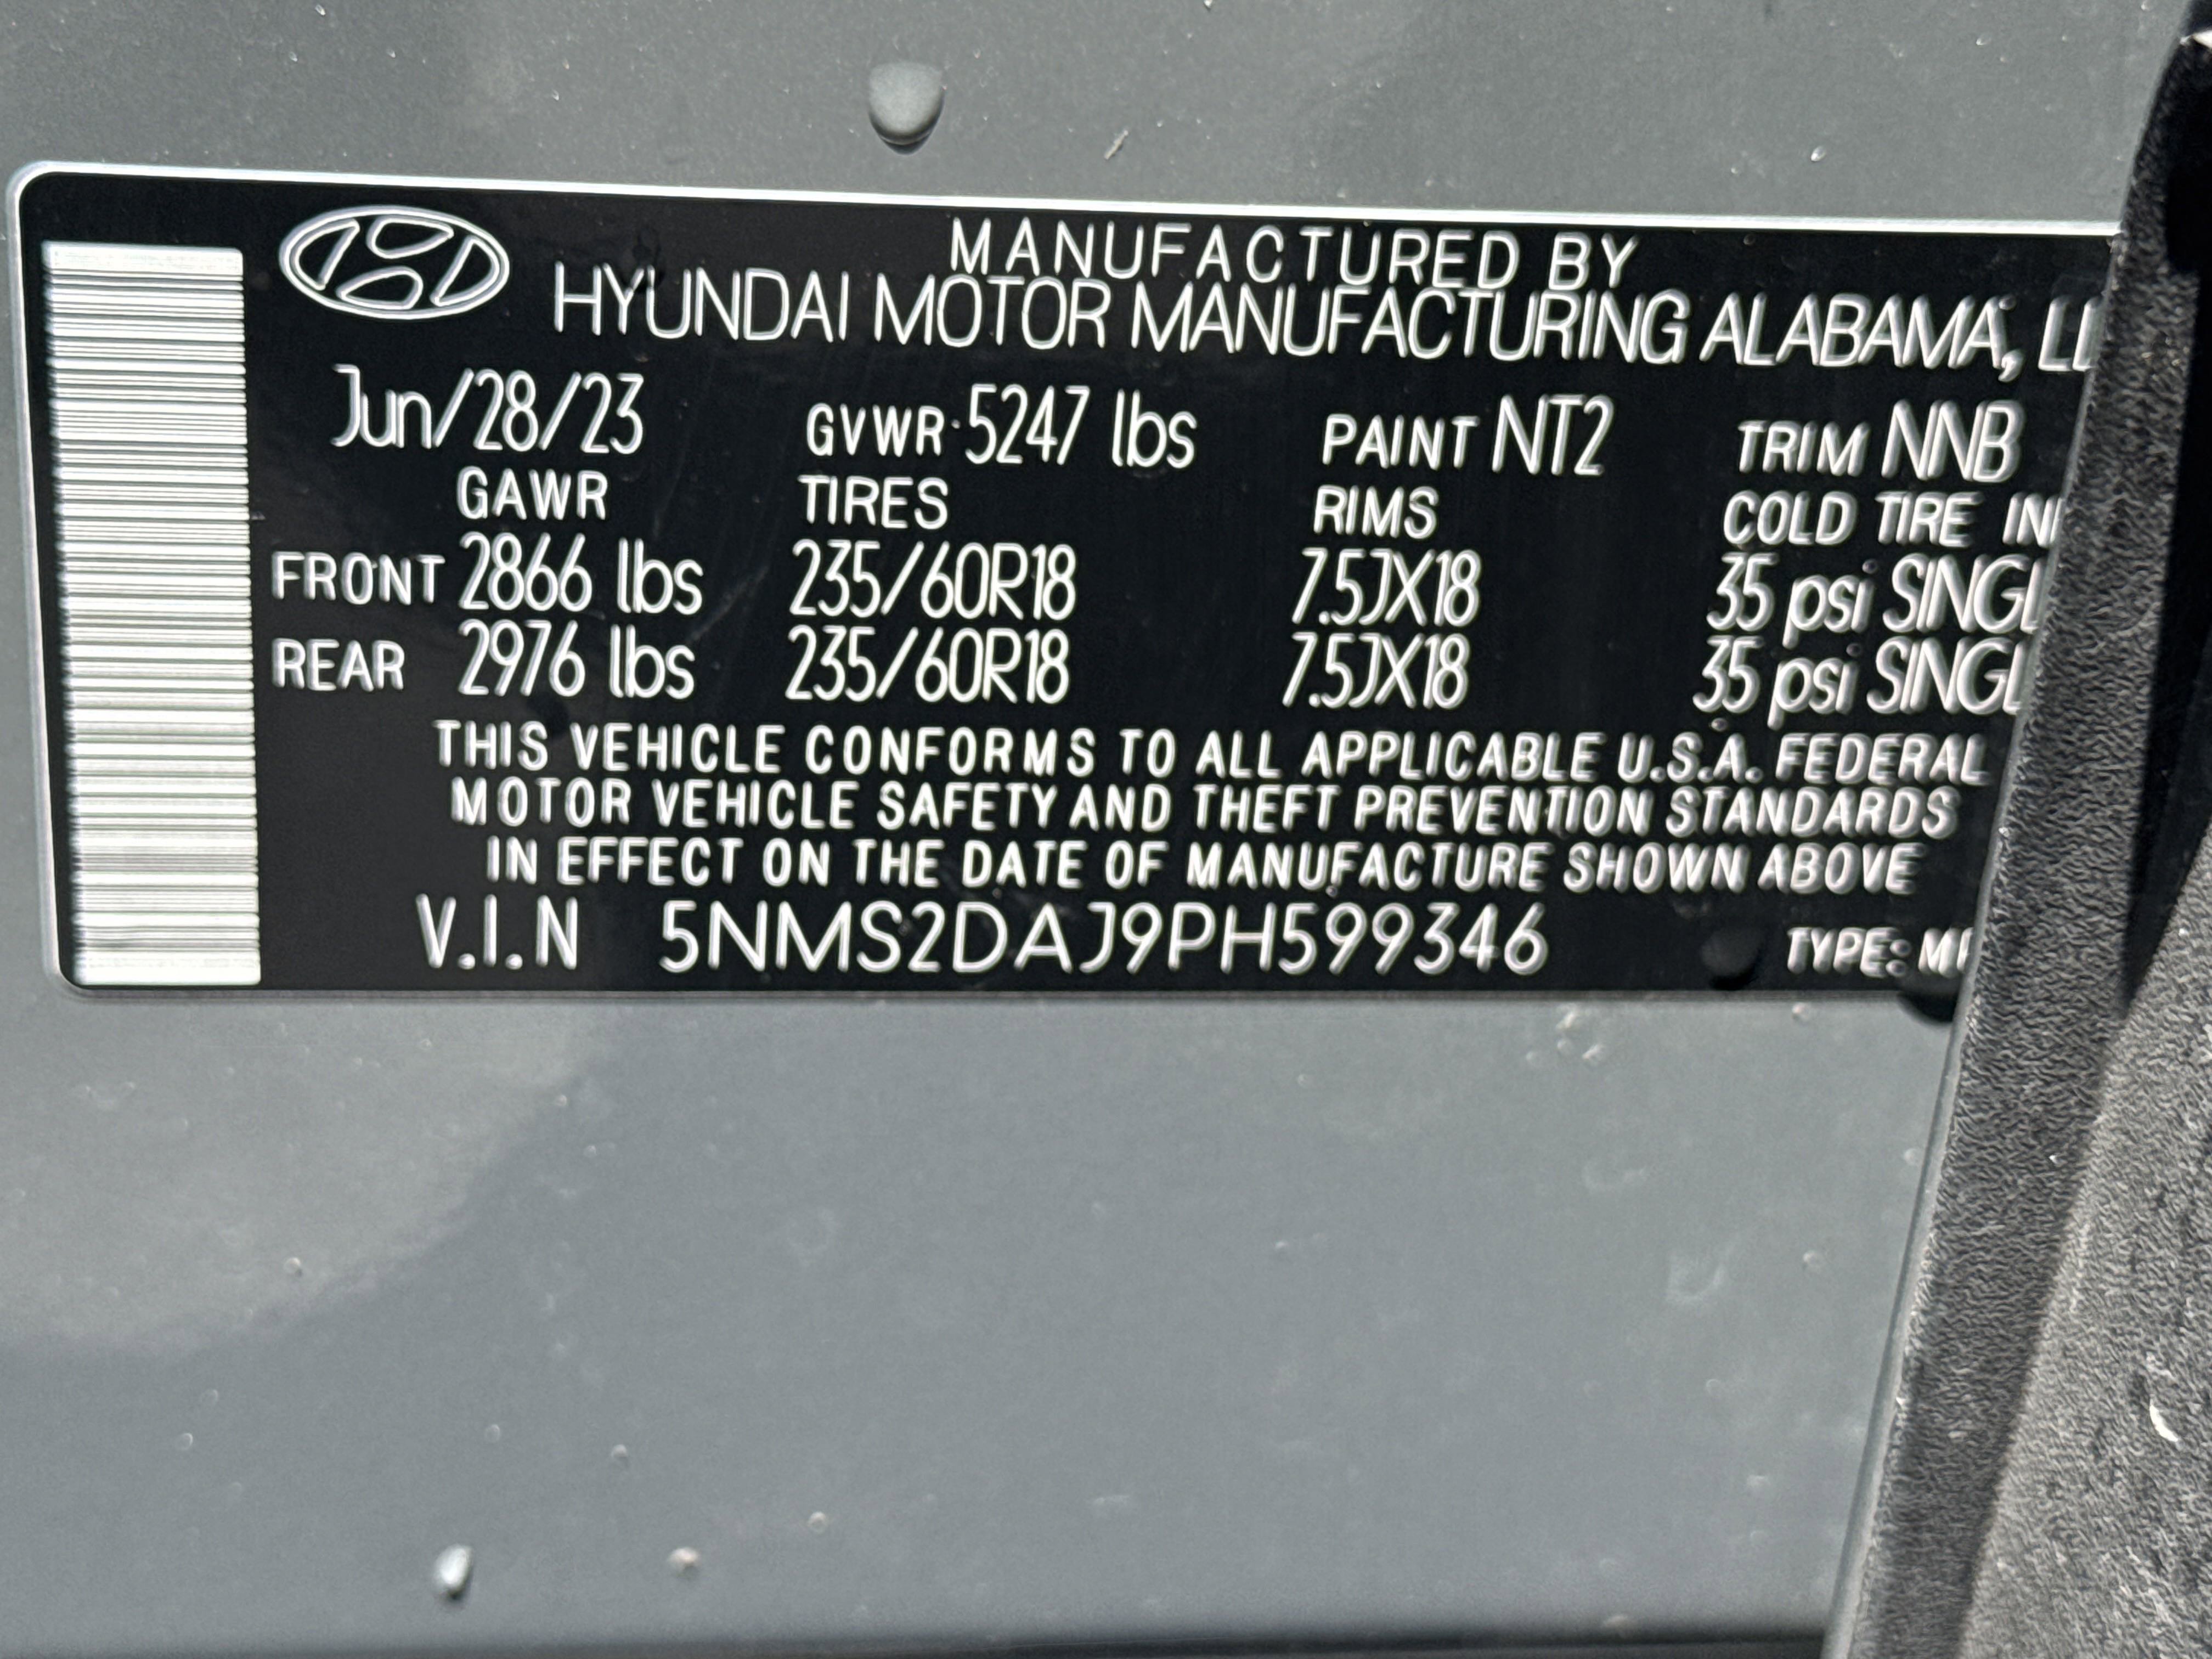 MANUFACTURED BY
HYUNDAI MOTOR MANUFACTURING ALABAMA,
Jun/28/23 GVWR 5247 lbs PAINT NT2 TRIM NNB
GAWR TIRES RIMS COLD TIRE
FRONT 2866 lbs 235/60R18 7.5JX18 35 psi
REAR 2976 lbs 235/60R18 7.5JX18 35 psi
THIS VEHICLE CONFORMS TO ALL APPLICABLE U.S.A. FEDERAL
MOTOR VEHICLE SAFETY AND THEFT PREVENTION STANDARDS
IN EFFECT ON THE DATE OF MANUFACTURE SHOWN ABOVE
V.I.N 5NMS2DAJ9PH599346 TYPE: